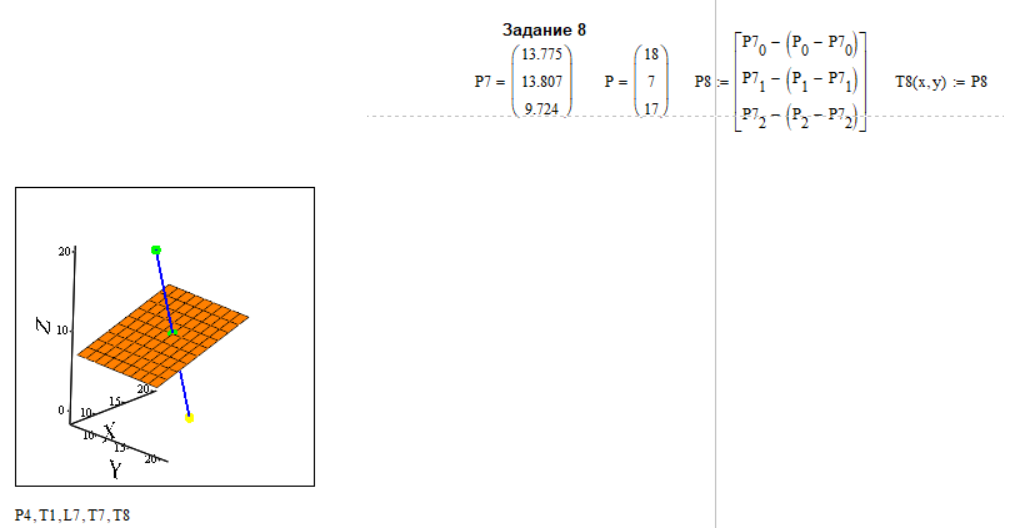 Задание 8
P7 = (13.775 13.807 9.724) P = (18 7 17) P8 := [P7₀ − (P₀ − P7₀) P7₁ − (P₁ − P7₁) P7₂ − (P₂ − P7₂)] T8(x,y) := P8
20
Z
10
0
10
15
20
X
10
15
20
Y
P4,T1,L7,T7,T8